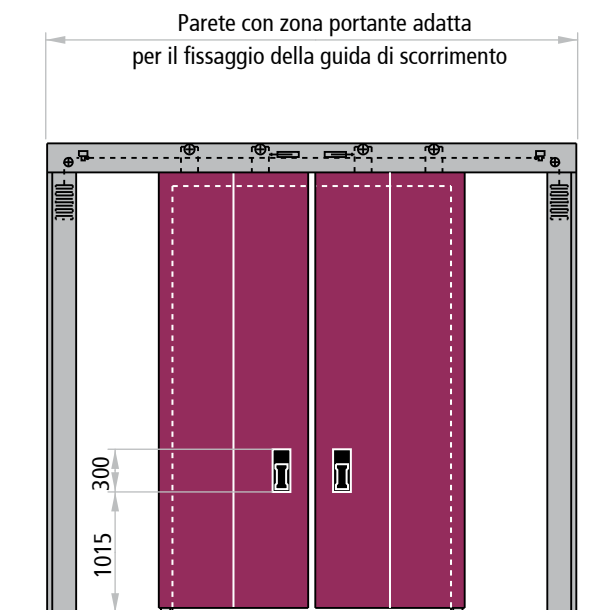 Parete con zona portante adatta
per il fissaggio della guida di scorrimento
300
1015